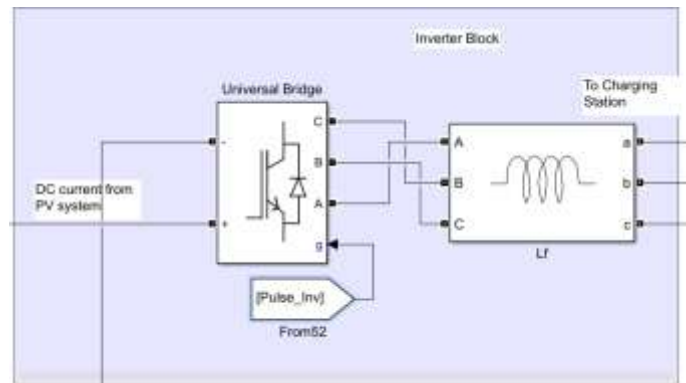 Inverter Block
Universal Bridge
To Charging
Station
C
B
A
g
-
+
DC current from
PV system
A
B
C
a
b
c
Lf
[Pulse_Inv]
From52